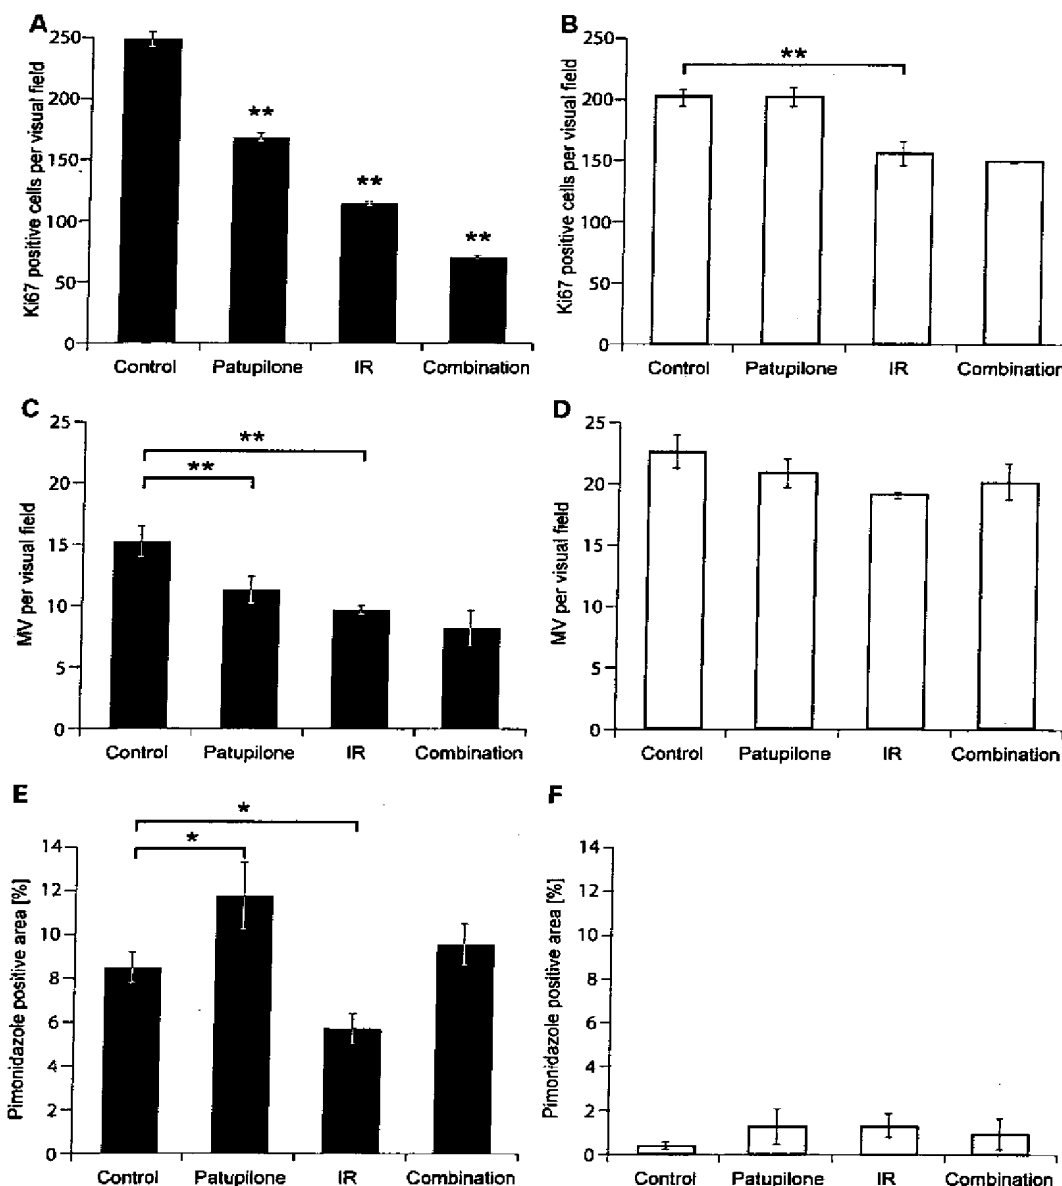 A
Ki67 positive cells per visual field
250
200
150
100
50
0
**
**
**
Control Patupilone IR Combination
B
Ki67 positive cells per visual field
250
200
150
100
50
0
**
Control Patupilone IR Combination
C
MV per visual field
25
20
15
10
5
0
**
**
Control Patupilone IR Combination
D
MV per visual field
25
20
15
10
5
0
Control Patupilone IR Combination
E
Pimonidazole positive area [%]
14
12
10
8
6
4
2
0
*
*
Control Patupilone IR Combination
F
Pimonidazole positive area [%]
14
12
10
8
6
4
2
0
Control Patupilone IR Combination